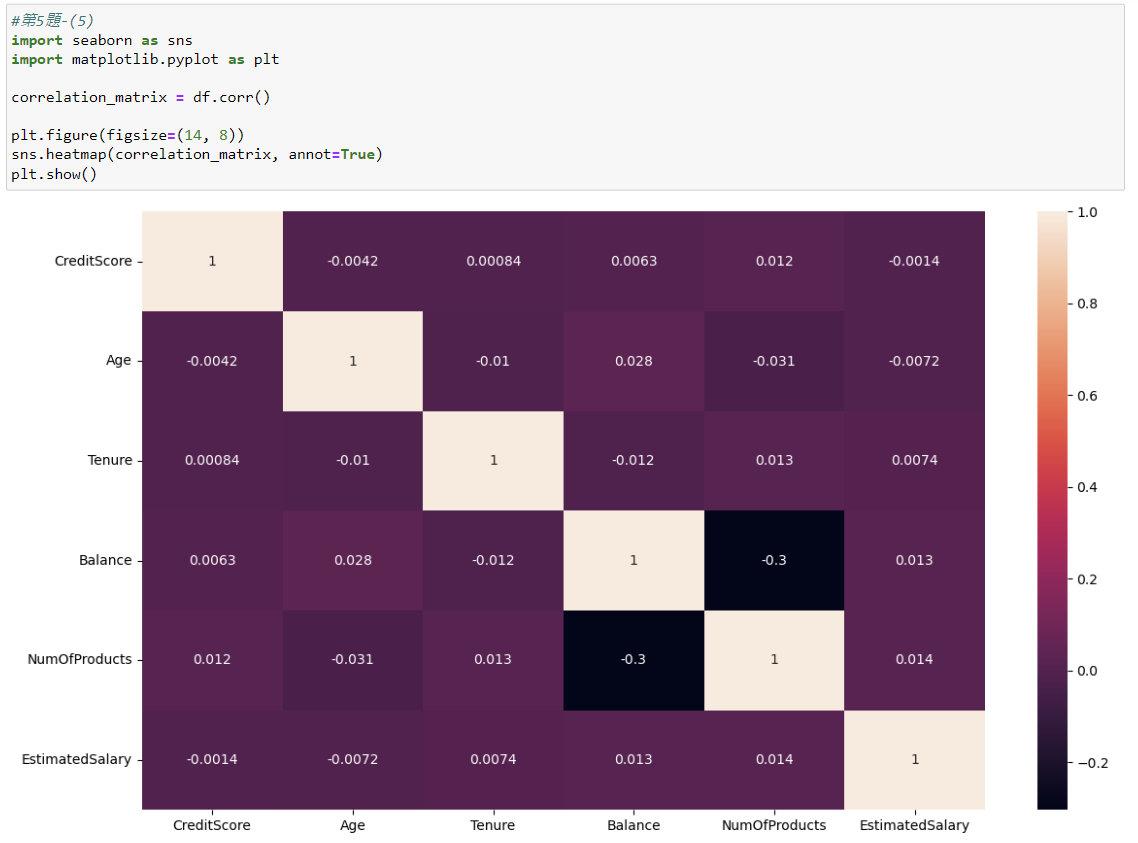 #第5題-(5)
import seaborn as sns
import matplotlib.pyplot as plt
correlation_matrix = df.corr()
plt.figure(figsize=(14, 8))
sns.heatmap(correlation_matrix, annot=True)
plt.show()
CreditScore 1 -0.0042 0.00084 0.0063 0.012 -0.0014
Age -0.0042 1 -0.01 0.028 -0.031 -0.0072
Tenure 0.00084 -0.01 1 -0.012 0.013 0.0074
Balance 0.0063 0.028 -0.012 1 -0.3 0.013
NumOfProducts 0.012 -0.031 0.013 -0.3 1 0.014
EstimatedSalary -0.0014 -0.0072 0.0074 0.013 0.014 1
CreditScore Age Tenure Balance NumOfProducts EstimatedSalary
1.0
0.8
0.6
0.4
0.2
0.0
−0.2